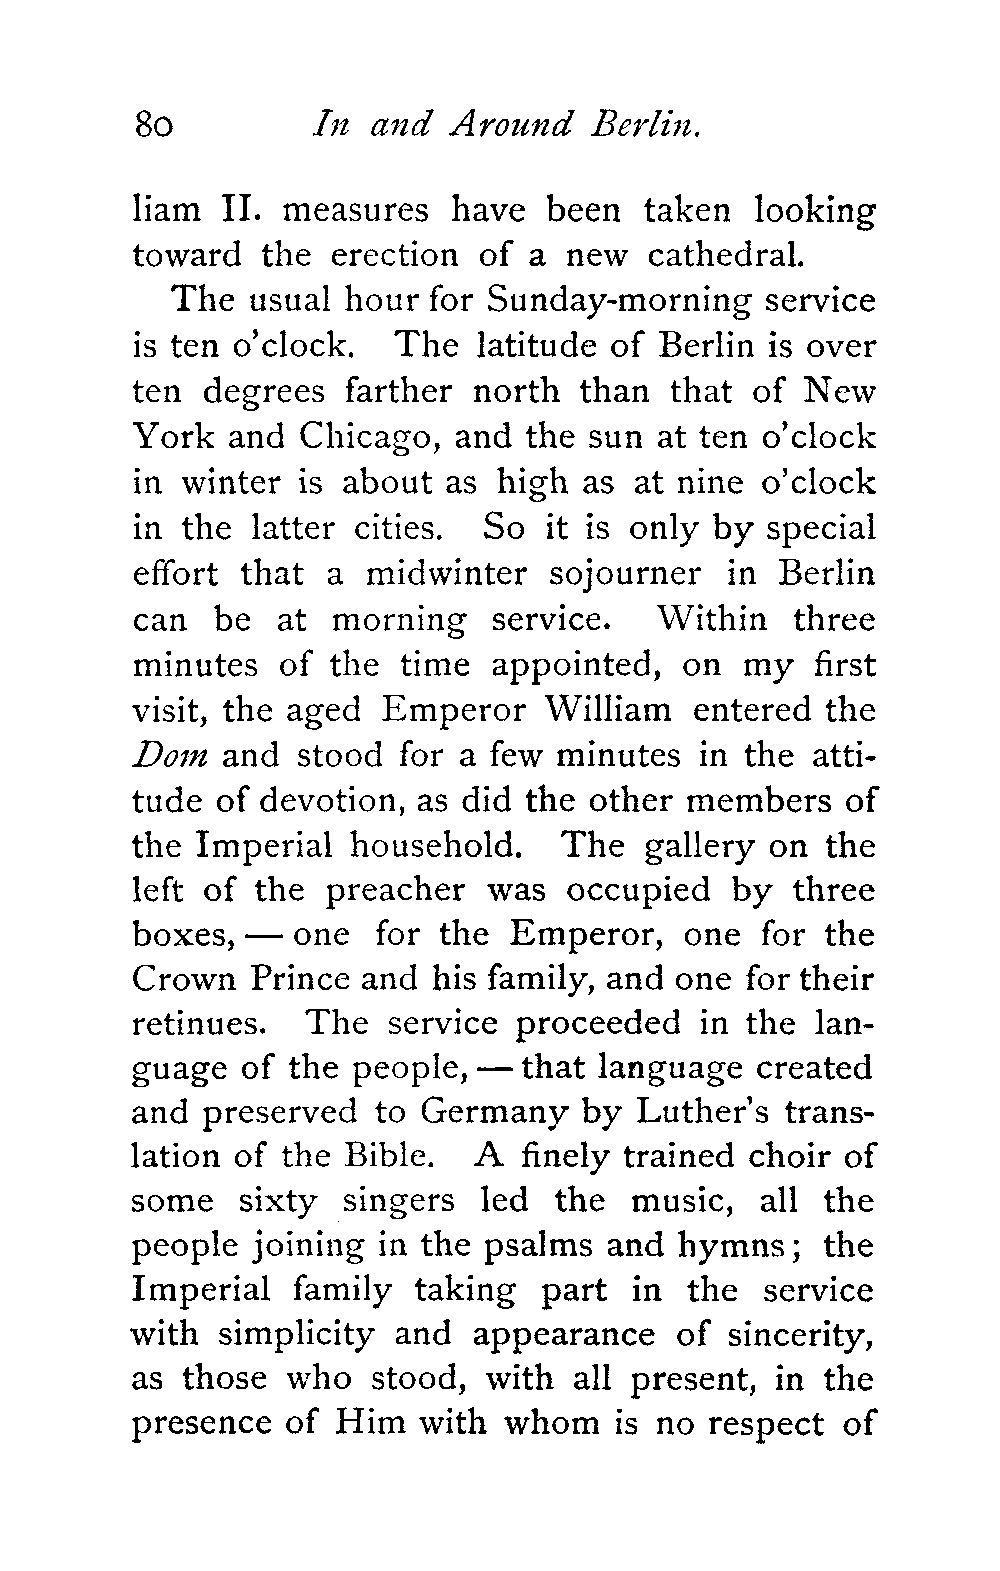 80 In and Around Berlin.
liam II. measures have been taken looking
toward the erection of a new cathedral.
The usual hour for Sunday-morning service
is ten o'clock. The latitude of Berlin is over
ten degrees farther north than that of New
York and Chicago, and the sun at ten o'clock
in winter is about as high as at nine o'clock
in the latter cities. So it is only by special
effort that a midwinter sojourner in Berlin
can be at morning service. Within three
minutes of the time appointed, on my first
visit, the aged Emperor William entered the
Dom and stood for a few minutes in the atti-
tude of devotion, as did the other members of
the Imperial household. The gallery on the
left of the preacher was occupied by three
boxes, — one for the Emperor, one for the
Crown Prince and his family, and one for their
retinues. The service proceeded in the lan-
guage of the people, — that language created
and preserved to Germany by Luther's trans-
lation of the Bible. A finely trained choir of
some sixty singers led the music, all the
people joining in the psalms and hymns; the
Imperial family taking part in the service
with simplicity and appearance of sincerity,
as those who stood, with all present, in the
presence of Him with whom is no respect of